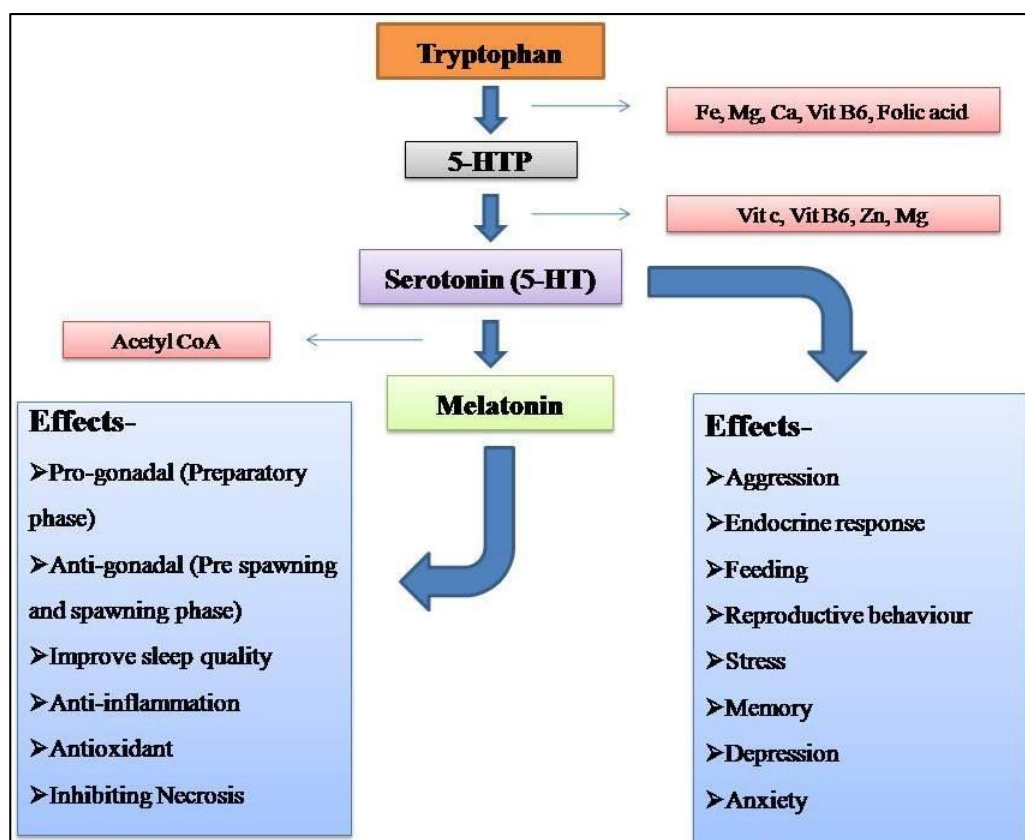 Tryptophan
Fe, Mg, Ca, Vit B6, Folic acid
5-HTP
Vit c, Vit B6, Zn, Mg
Serotonin (5-HT)
Acetyl CoA
Melatonin
Effects-
➢Pro-gonadal (Preparatory
phase)
➢Anti-gonadal (Pre spawning
and spawning phase)
➢Improve sleep quality
➢Anti-inflammation
➢Antioxidant
➢Inhibiting Necrosis
Effects-
➢Aggression
➢Endocrine response
➢Feeding
➢Reproductive behaviour
➢Stress
➢Memory
➢Depression
➢Anxiety